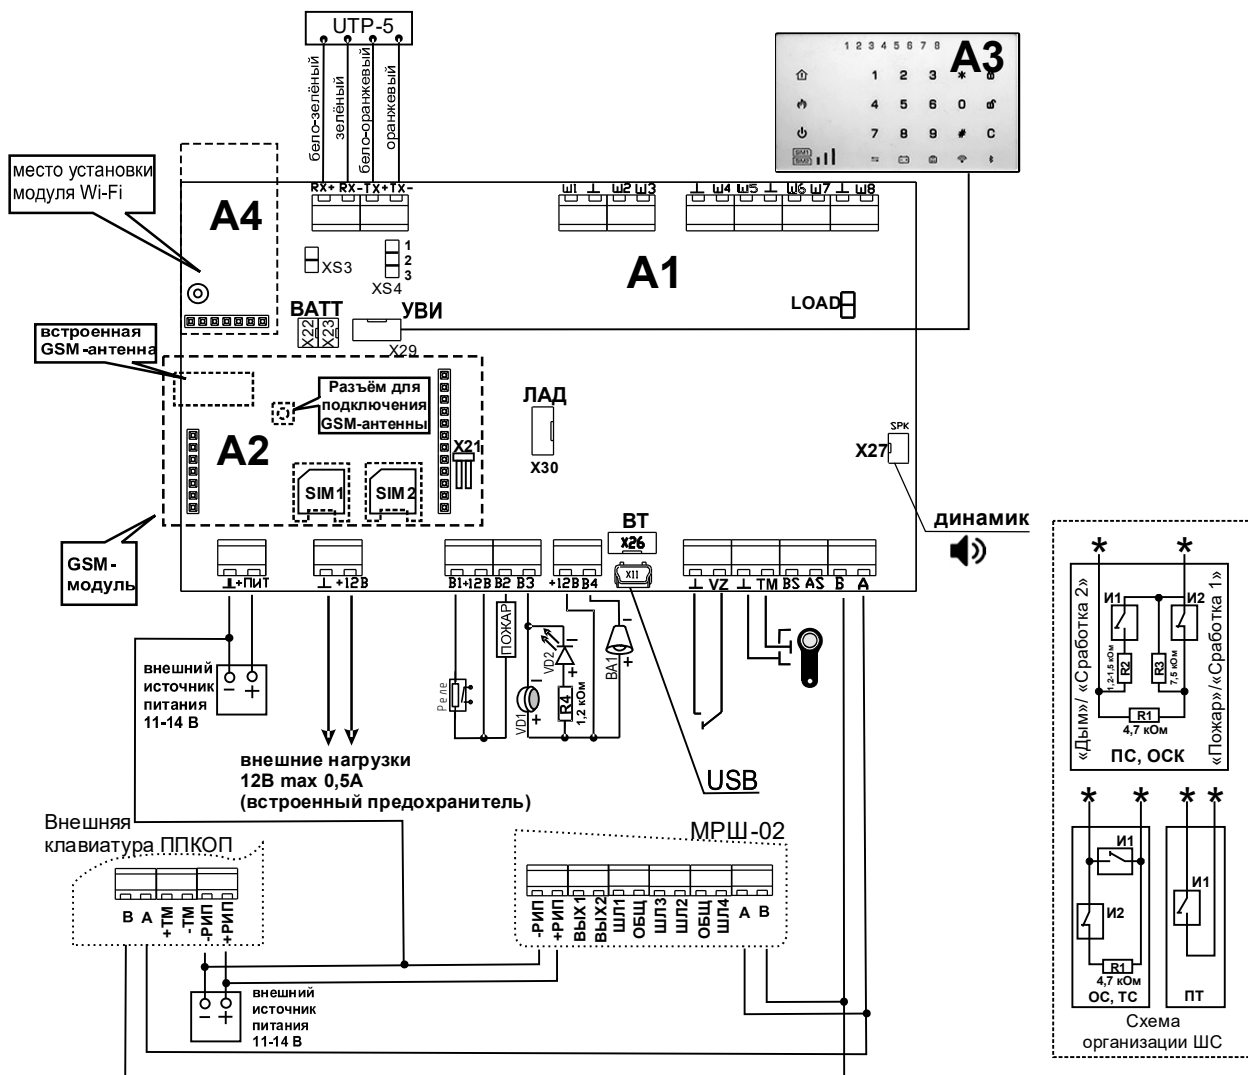 UTP-5
бело-зелёный
зелёный
бело-оранжевый
оранжевый
1 2 3 4 5 6 7 8
A3
1 2 3 *
4 5 6 0
7 8 9 # C
SIM1
SIM2
место установки
модуля Wi-Fi
A4
RX+ RX- Tx+ Tx-
Ш1 ⊥ Ш2 Ш3
⊥ Ш4 Ш5 ⊥ Ш6 Ш7 ⊥ Ш8
XS3
1
2
3
XS4
A1
LOAD
BATT
X22
X23
УВИ
X29
встроенная
GSM-антенна
Разъём для
подключения
GSM-антенны
A2
X21
SIM1
SIM2
ЛАД
X30
SPK
X27
динамик
GSM-
модуль
BT
X26
X11
⊥ +ПИТ
⊥ +12В
В1 +12В В2 В3
+12В В4
⊥ VZ ⊥ TM BS AS B A
внешний
источник
питания
11-14 В
- +
внешние нагрузки
12В max 0,5А
(встроенный предохранитель)
Реле
ПОЖАР
VD1
+
VD2
R4
1,2 кОм
BA1
USB
Внешняя
клавиатура ППКОП
B A +ТМ -ТМ -РИП +РИП
внешний
источник
питания
11-14 В
- +
МРШ-02
-РИП +РИП ВЫХ1 ВЫХ2 ШЛ1 ОБЩ ШЛ3 ШЛ2 ОБЩ ШЛ4 A B
* *
«Дым»/ «Сработка 2»
«Пожар»/«Сработка 1»
И1
И2
R2
1,2-1,5 кОм
R3
7,5 кОм
R1
4,7 кОм
ПС, ОСК
* *
И1
И2
R1
4,7 кОм
ОС, ТС
* *
И1
ПТ
Схема
организации ШС